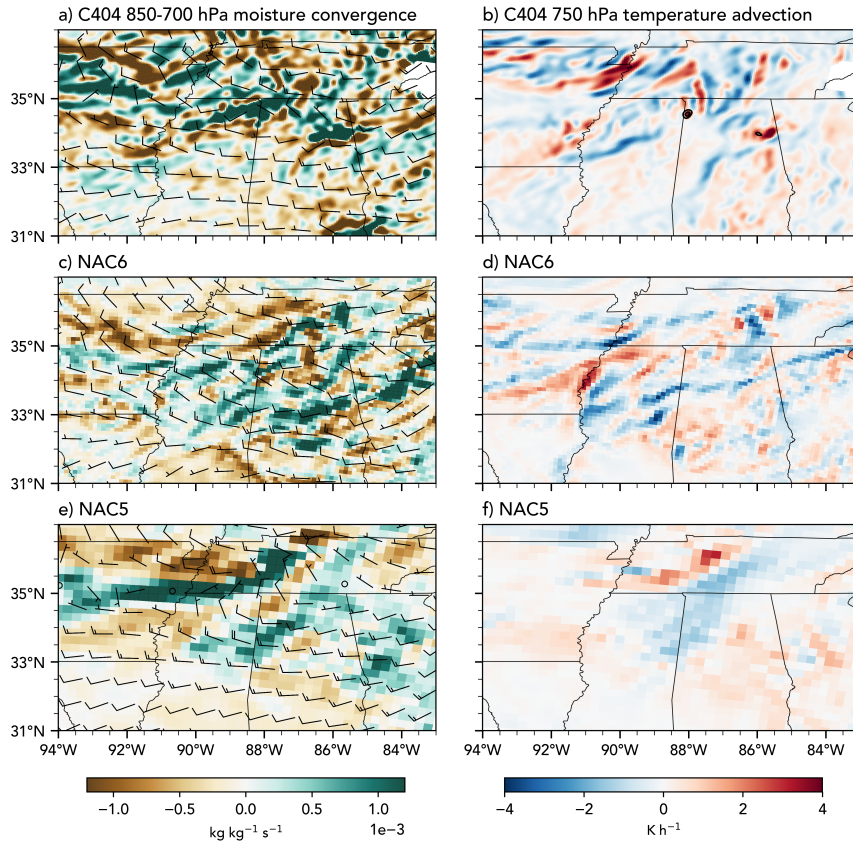 a) C404 850-700 hPa moisture convergence
b) C404 750 hPa temperature advection
35°N
33°N
31°N
c) NAC6
d) NAC6
35°N
33°N
31°N
e) NAC5
f) NAC5
35°N
33°N
31°N
94°W 92°W 90°W 88°W 86°W 84°W
94°W 92°W 90°W 88°W 86°W 84°W
−1.0 −0.5 0.0 0.5 1.0
1e−3
kg kg⁻¹ s⁻¹
−4 −2 0 2 4
K h⁻¹